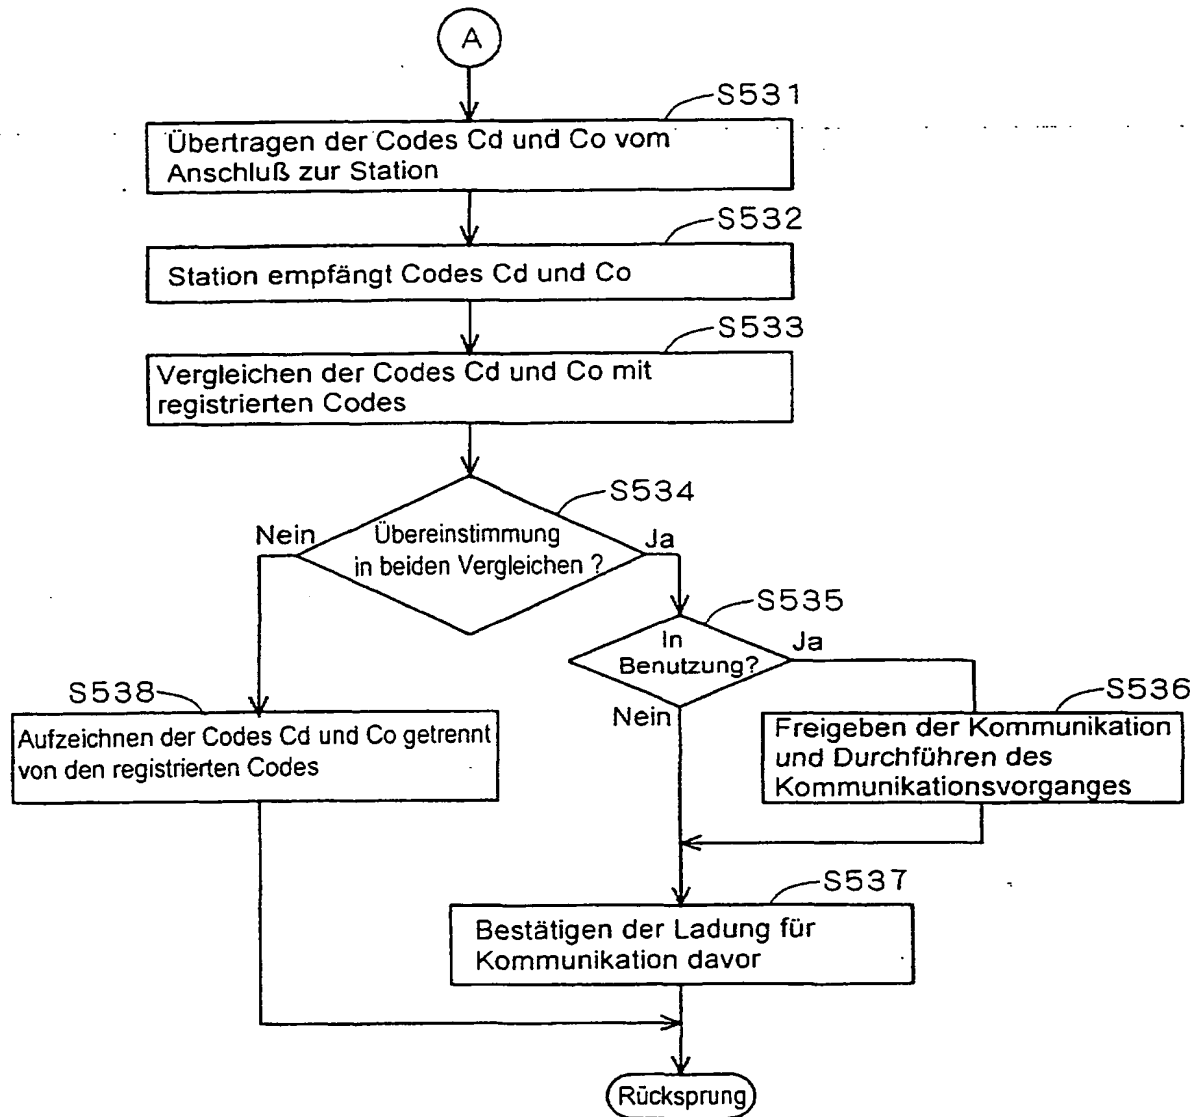 A
S531
Übertragen der Codes Cd und Co vom
Anschluß zur Station
S532
Station empfängt Codes Cd und Co
S533
Vergleichen der Codes Cd und Co mit
registrierten Codes
S534
Nein
Übereinstimmung
in beiden Vergleichen ?
Ja
S535
In
Benutzung?
Ja
Nein
S538
Aufzeichnen der Codes Cd und Co getrennt
von den registrierten Codes
S536
Freigeben der Kommunikation
und Durchführen des
Kommunikationsvorganges
S537
Bestätigen der Ladung für
Kommunikation davor
Rücksprung